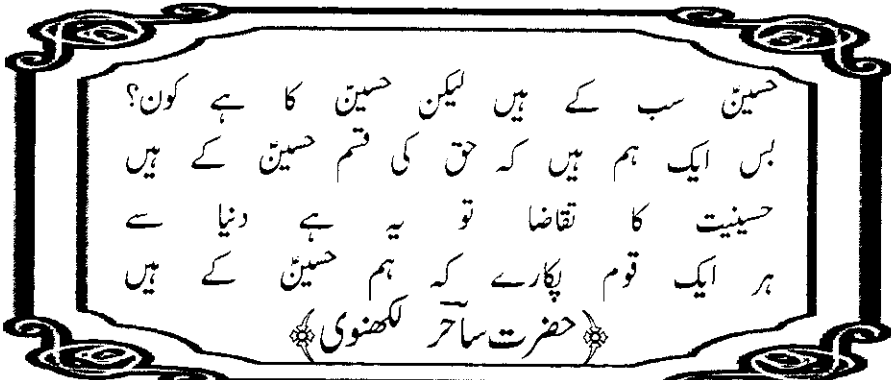 حسینؑ سب کے ہیں لیکن حسینؑ کا ہے کون؟
بس ایک ہم ہیں کہ حق کی قسم حسینؑ کے ہیں
حسینیت کا تقاضا تو یہ ہے دنیا سے
ہر ایک قوم پکارے کہ ہم حسینؑ کے ہیں
﴿حضرت ساحؔر لکھنوی﴾